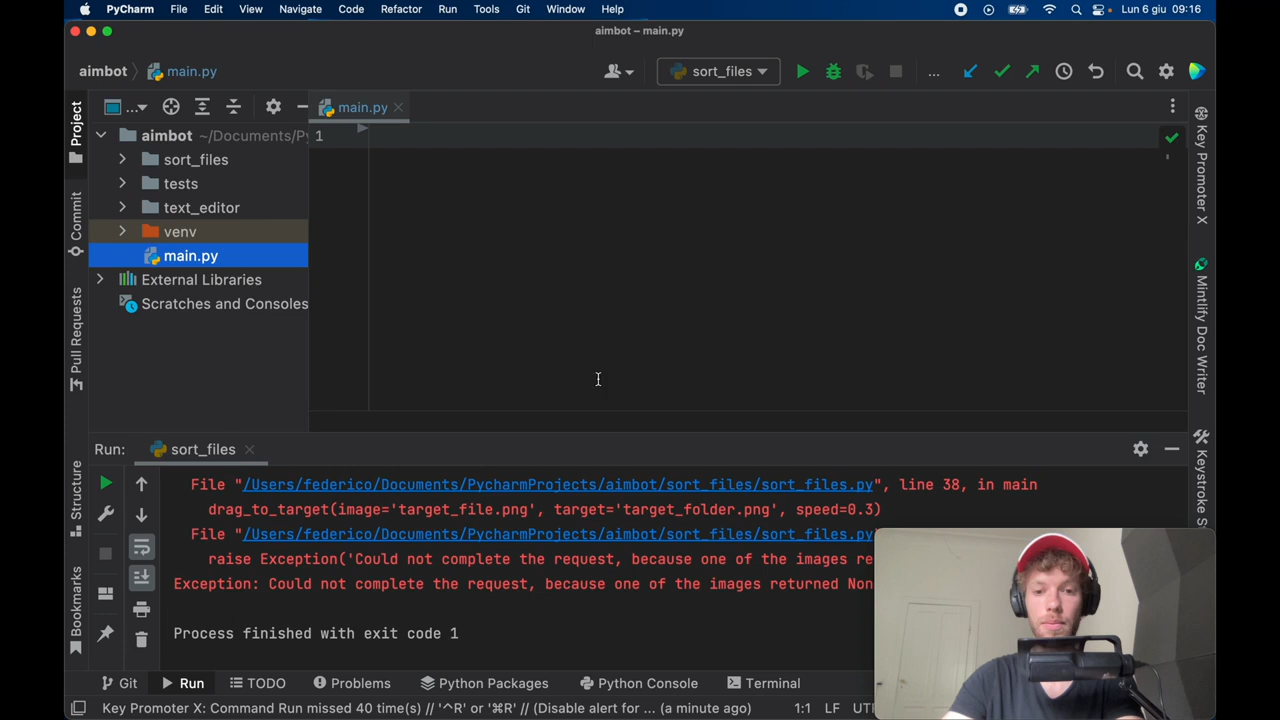 PyCharm File Edit View Navigate Code Refactor Run Tools Git Window Help Lun 6 giu 09:16
aimbot – main.py
aimbot main.py sort_files ...
Project ... main.py
aimbot ~/Documents/Py 1
sort_files
tests
text_editor
venv
main.py
External Libraries
Scratches and Consoles
Commit
Pull Requests
Structure
Bookmarks
Key Promoter X
Mintlify Doc Writer
Keystroke S
Run: sort_files
File "/Users/federico/Documents/PycharmProjects/aimbot/sort_files/sort_files.py", line 38, in main
drag_to_target(image='target_file.png', target='target_folder.png', speed=0.3)
File "/Users/federico/Documents/PycharmProjects/aimbot/sort_files/sort_files.py
raise Exception('Could not complete the request, because one of the images re
Exception: Could not complete the request, because one of the images returned Non
Process finished with exit code 1
Git Run TODO Problems Python Packages Python Console Terminal
Key Promoter X: Command Run missed 40 time(s) // '^R' or '⌘R' // (Disable alert for ... (a minute ago) 1:1 LF UT